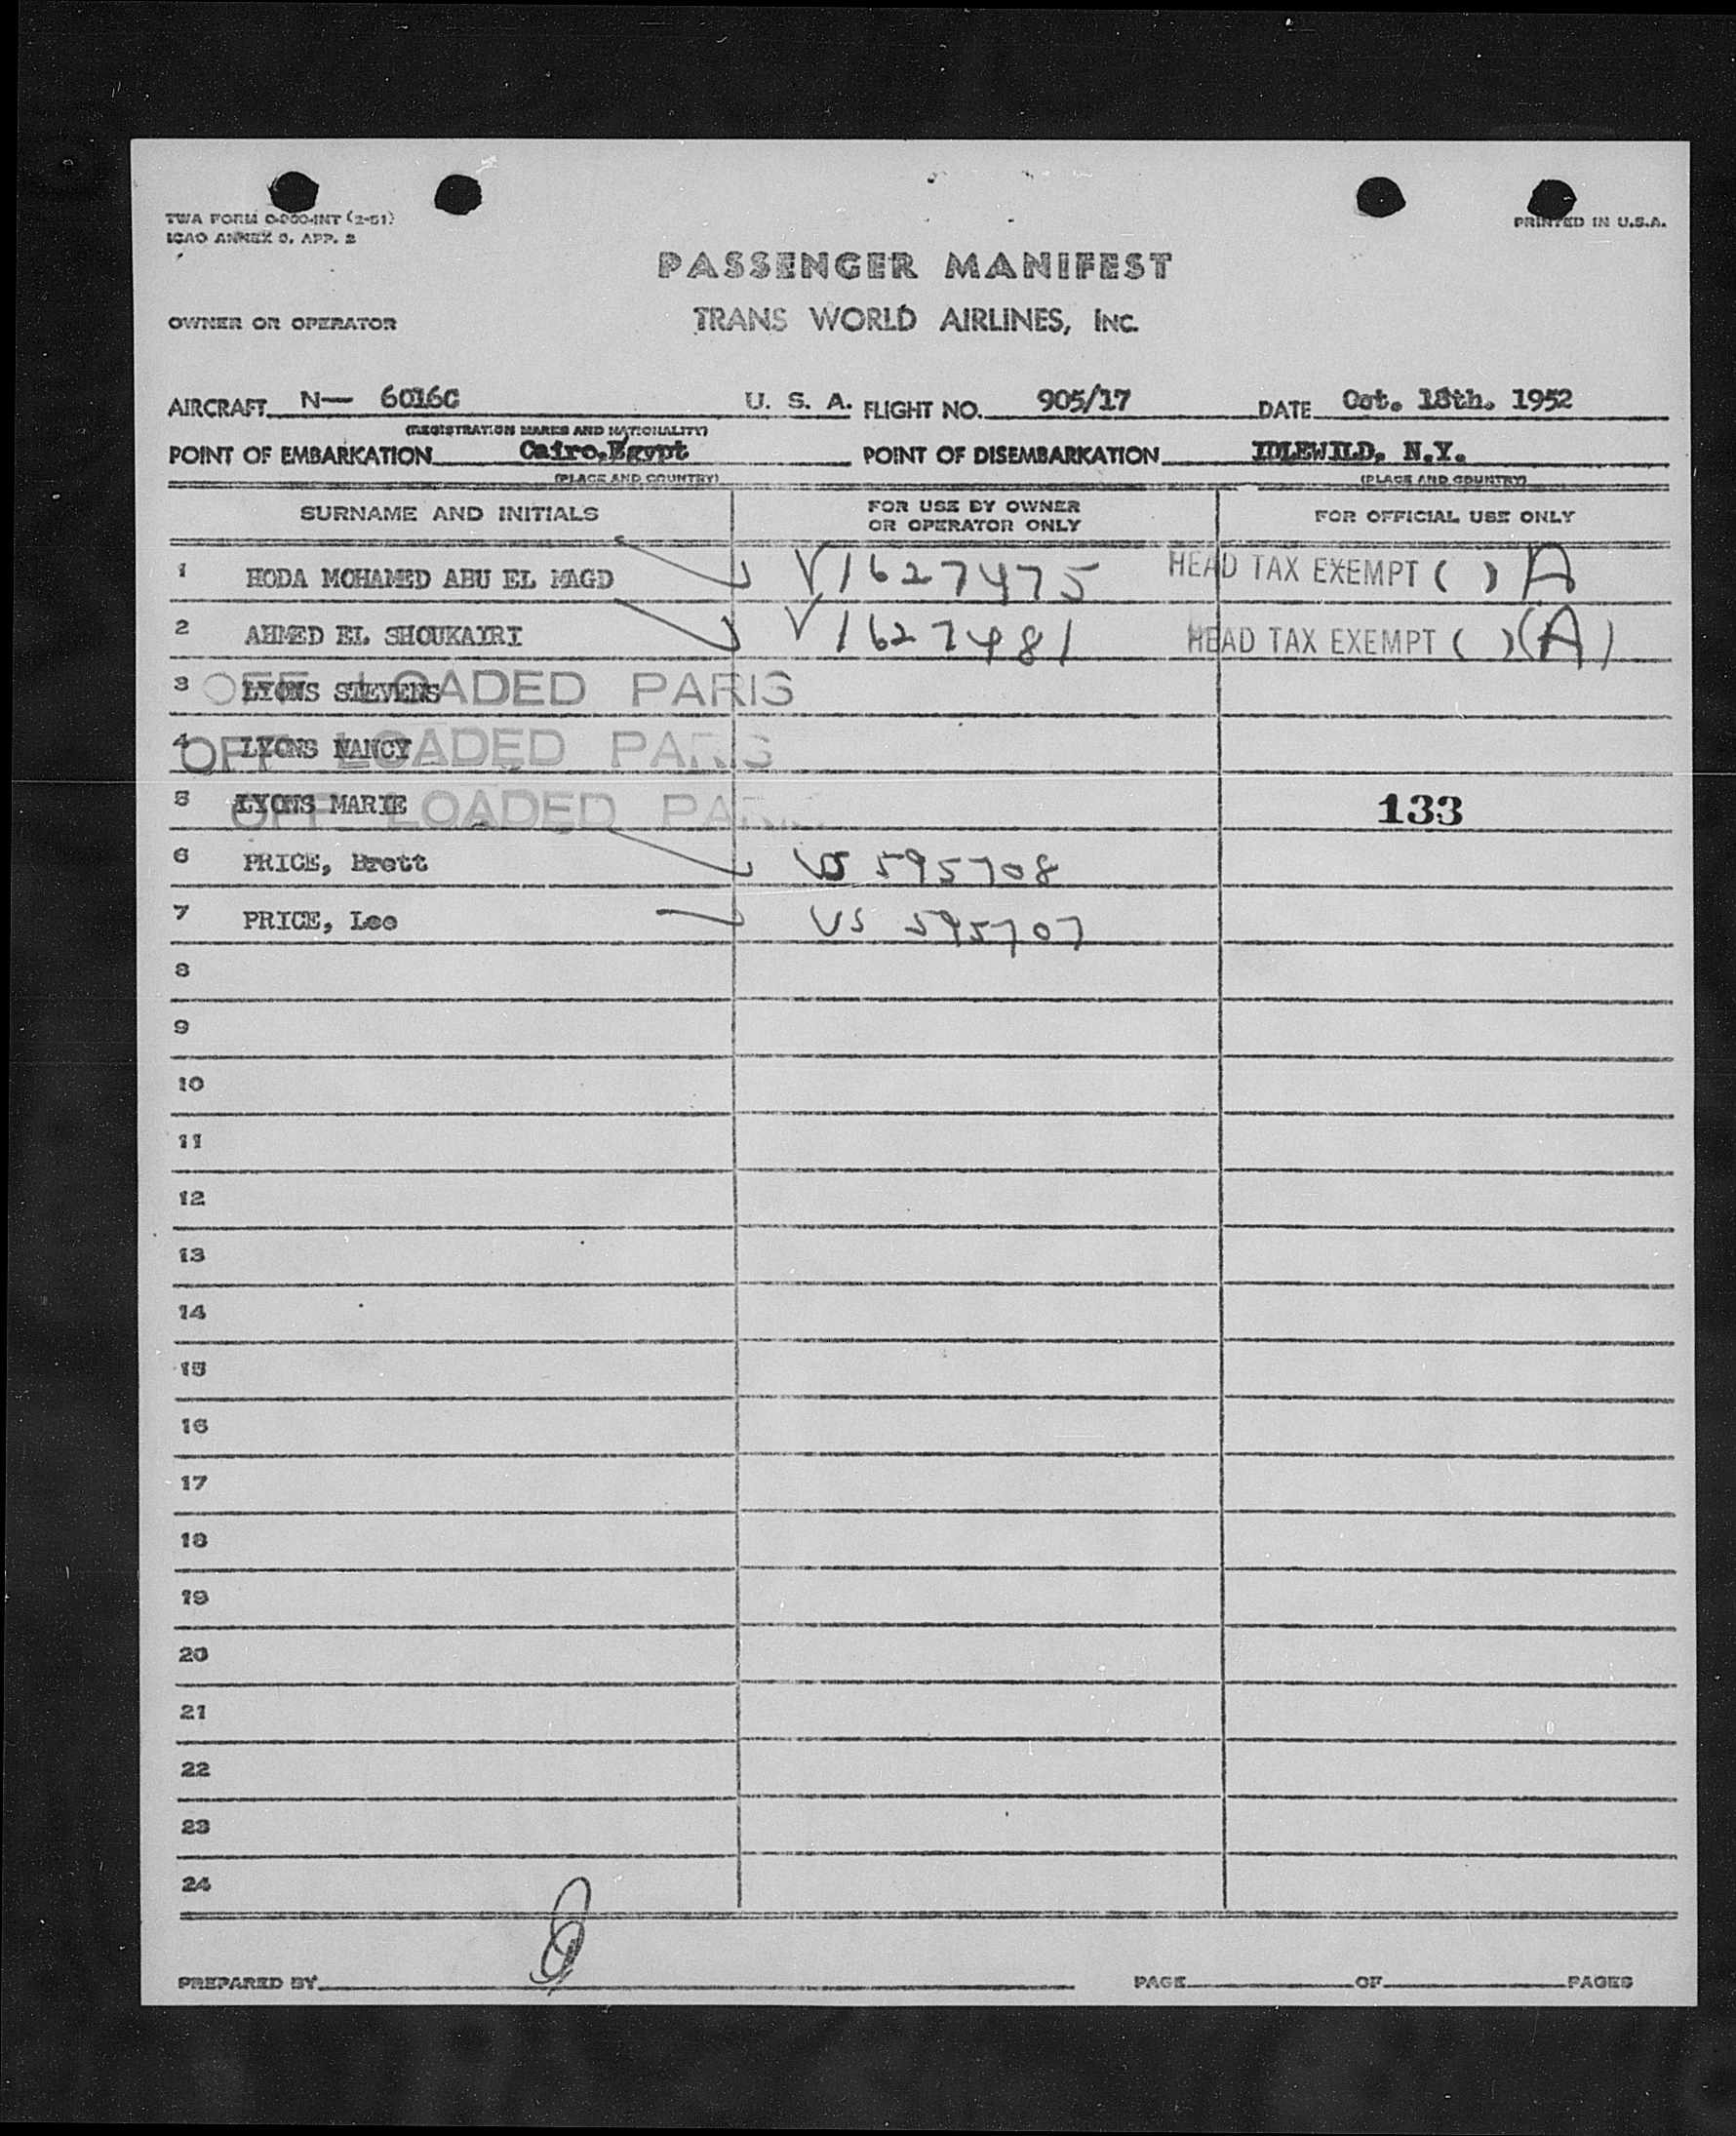 TWA FORM O-900-INT (2-51)
ICAO ANNEX 9, APP. 2
PRINTED IN U.S.A.
PASSENGER MANIFEST
OWNER OR OPERATOR TRANS WORLD AIRLINES, INC.
AIRCRAFT N— 6016C U. S. A. FLIGHT NO. 905/17 DATE Oct. 18th. 1952
(REGISTRATION MARKS AND NATIONALITY)
POINT OF EMBARKATION Cairo,Egypt POINT OF DISEMBARKATION IDLEWILD, N.Y.
(PLACE AND COUNTRY) (PLACE AND COUNTRY)
SURNAME AND INITIALS FOR USE BY OWNER OR OPERATOR ONLY FOR OFFICIAL USE ONLY
1 HODA MOHAMED ABU EL MAGD V1627475 HEAD TAX EXEMPT ( ) A
2 AHMED EL SHOUKAIRI V1627481 HEAD TAX EXEMPT ( ) (A)
3 LYONS STEVENS OFF LOADED PARIS
4 LYONS NANCY OFF LOADED PARIS
5 LYONS MARIE OFF LOADED PARIS 133
6 PRICE, Brett VS 595708
7 PRICE, Lee VS 595707
8
9
10
11
12
13
14
15
16
17
18
19
20
21
22
23
24
PREPARED BY PAGE OF PAGES